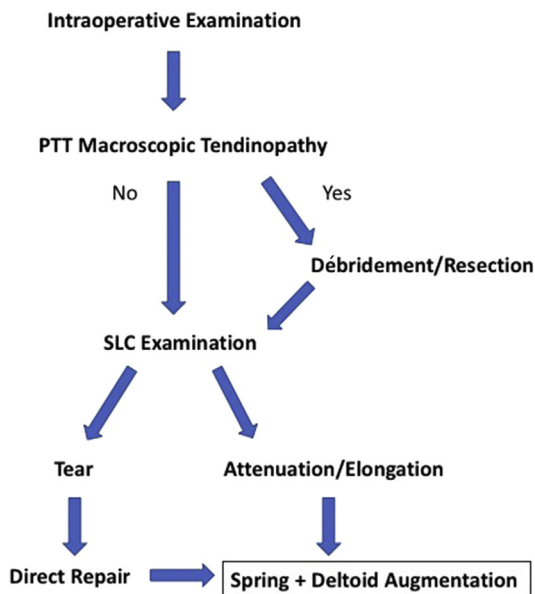 Intraoperative Examination
PTT Macroscopic Tendinopathy
No
Yes
Débridement/Resection
SLC Examination
Tear
Attenuation/Elongation
Direct Repair
Spring + Deltoid Augmentation